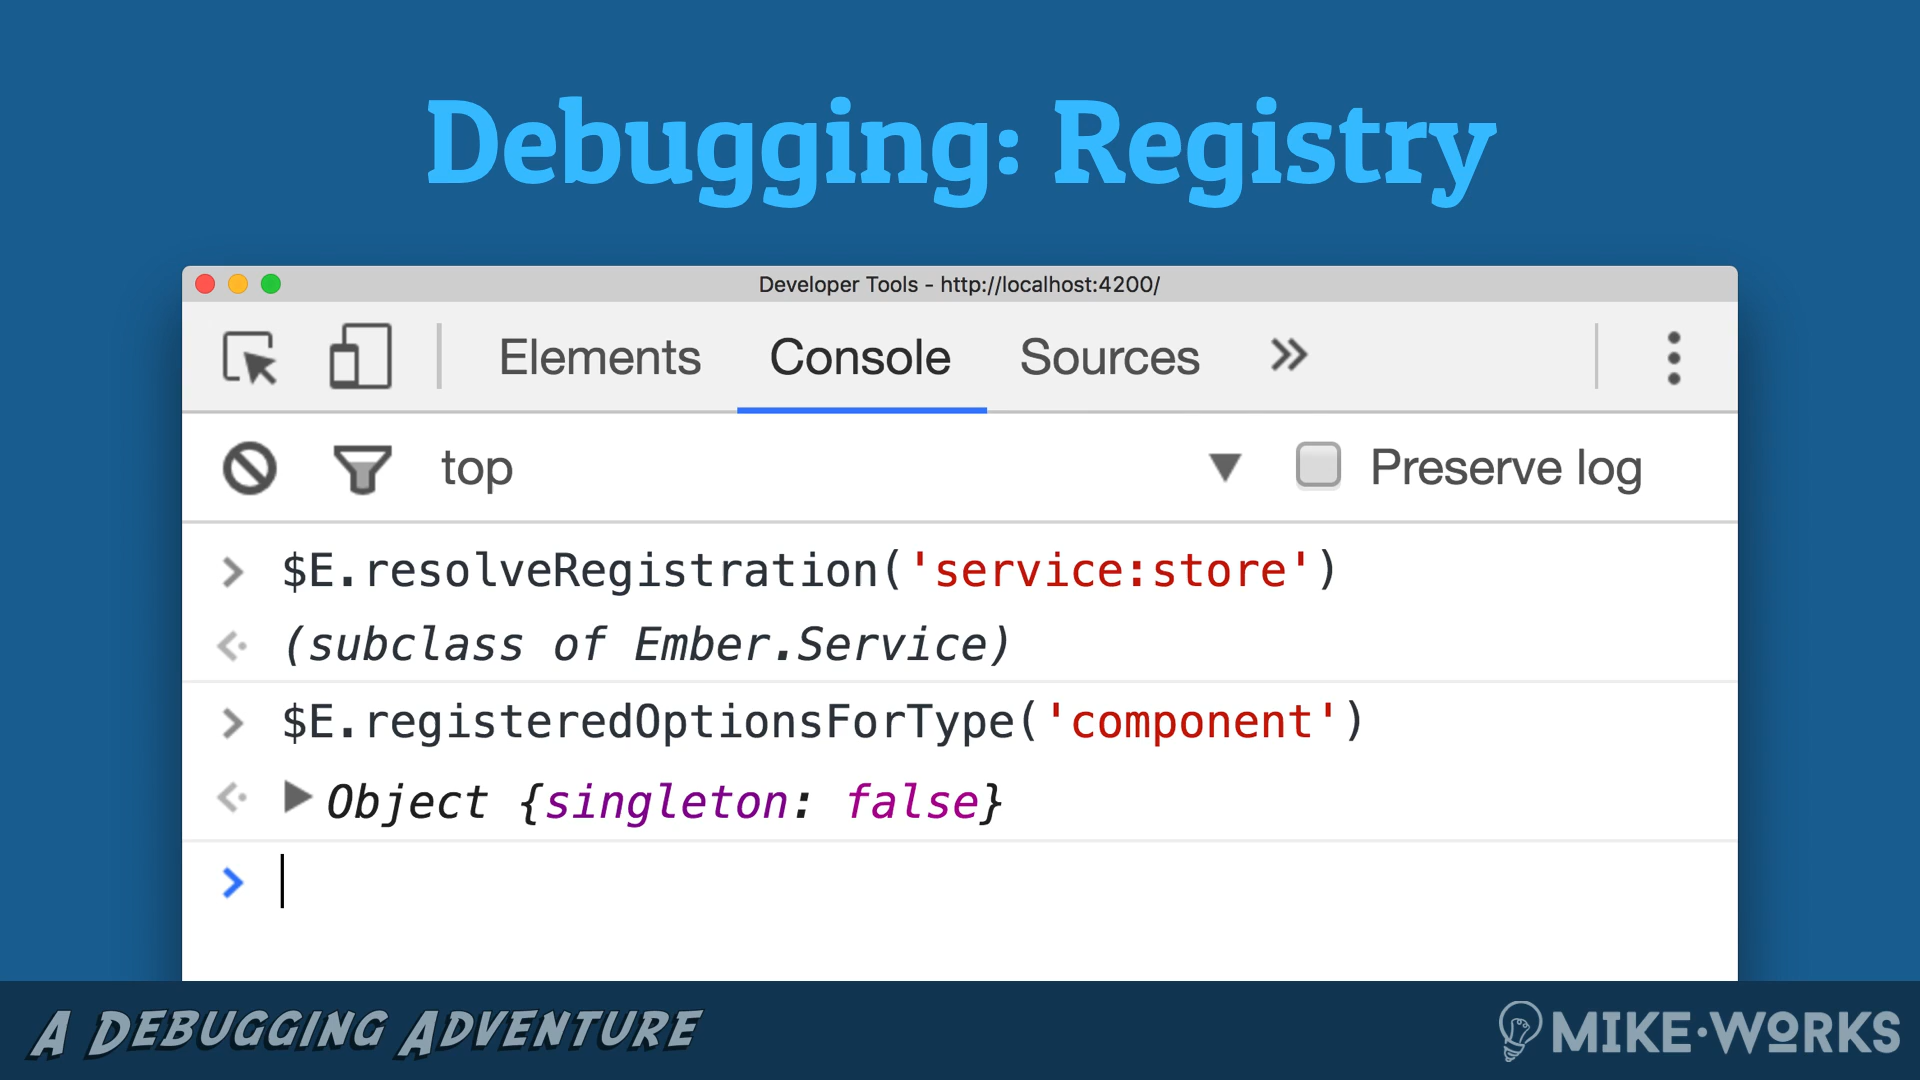 Debugging: Registry
Developer Tools - http://localhost:4200/
Elements Console Sources
top Preserve log
$E.resolveRegistration('service:store')
(subclass of Ember.Service)
$E.registeredOptionsForType('component')
Object {singleton: false}
A DEBUGGING ADVENTURE
MIKE·WORKS